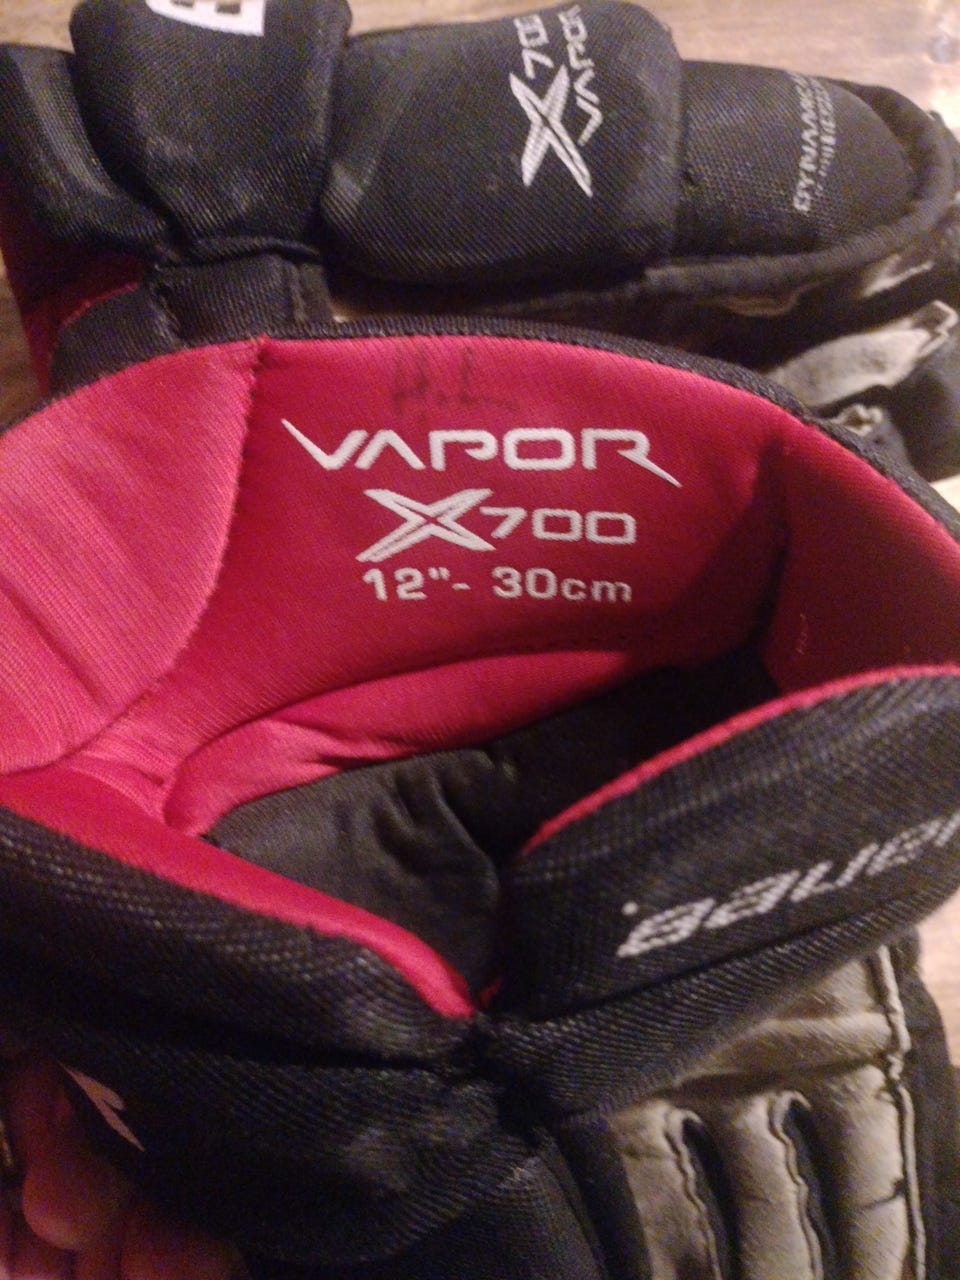 X700
VAPOR
VAPOR
X700
12"- 30cm
BAUER